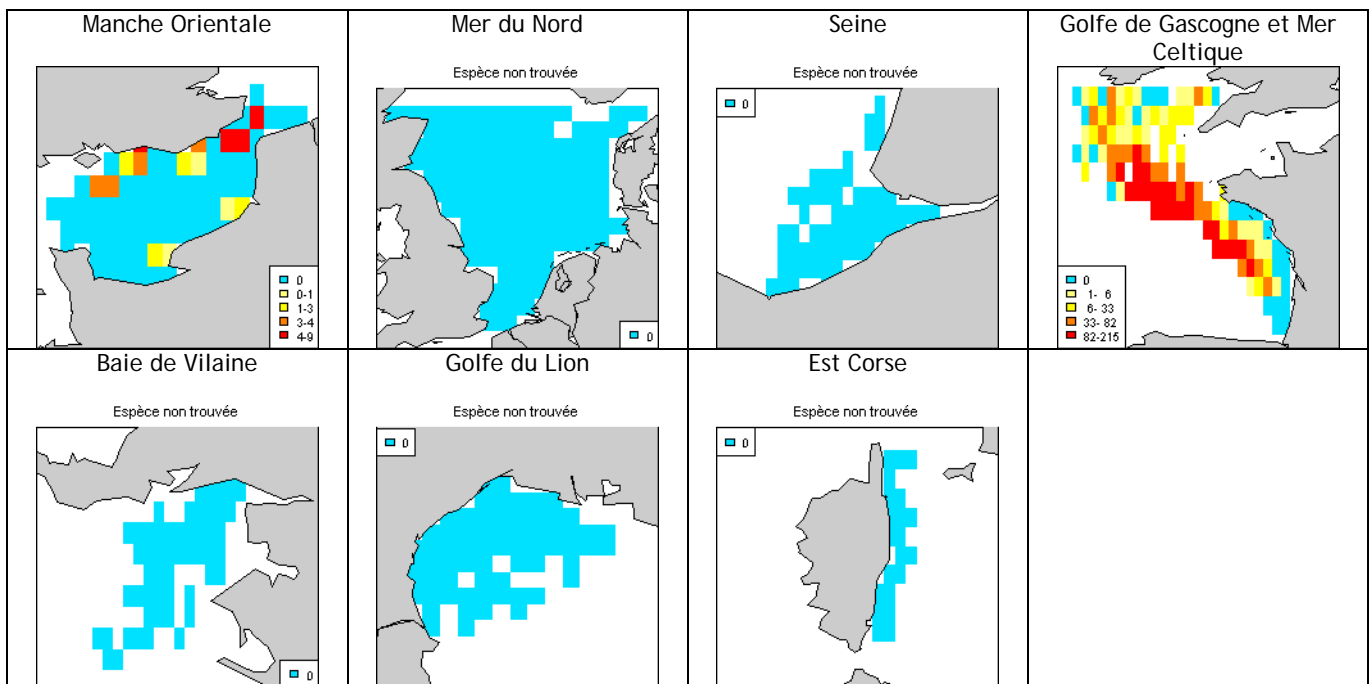 Manche Orientale
0
0-1
1-3
3-4
4-9
Mer du Nord
Espèce non trouvée
0
Seine
Espèce non trouvée
0
Golfe de Gascogne et Mer
Celtique
0
1- 6
6- 33
33- 82
82-215
Baie de Vilaine
Espèce non trouvée
0
Golfe du Lion
Espèce non trouvée
0
Est Corse
Espèce non trouvée
0